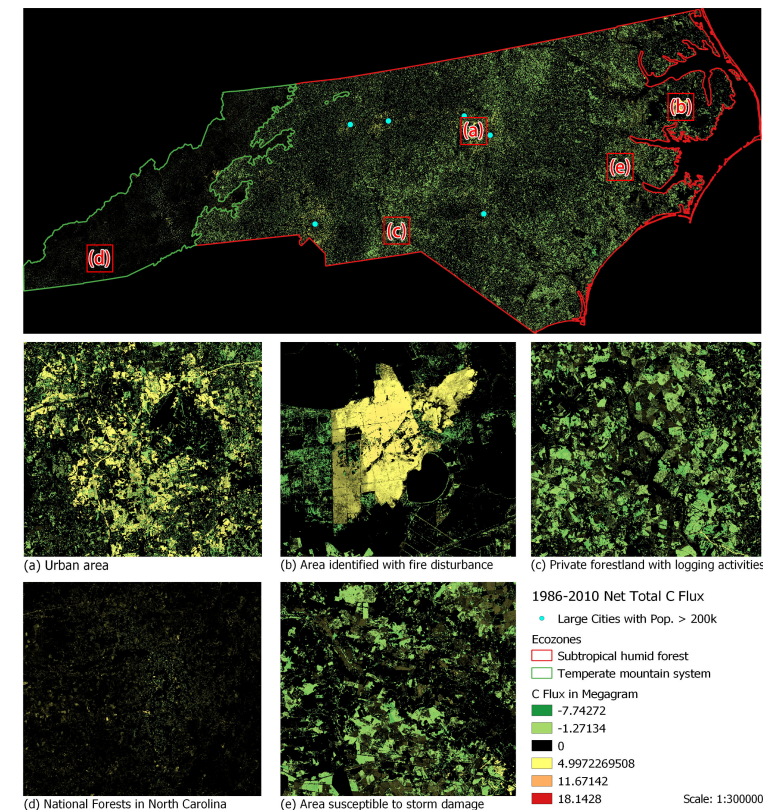 (b)
(a)
(e)
(c)
(d)
(a) Urban area
(b) Area identified with fire disturbance
(c) Private forestland with logging activities
1986-2010 Net Total C Flux
Large Cities with Pop. > 200k
Ecozones
Subtropical humid forest
Temperate mountain system
C Flux in Megagram
-7.74272
-1.27134
0
4.9972269508
11.67142
18.1428
Scale: 1:300000
(d) National Forests in North Carolina
(e) Area susceptible to storm damage